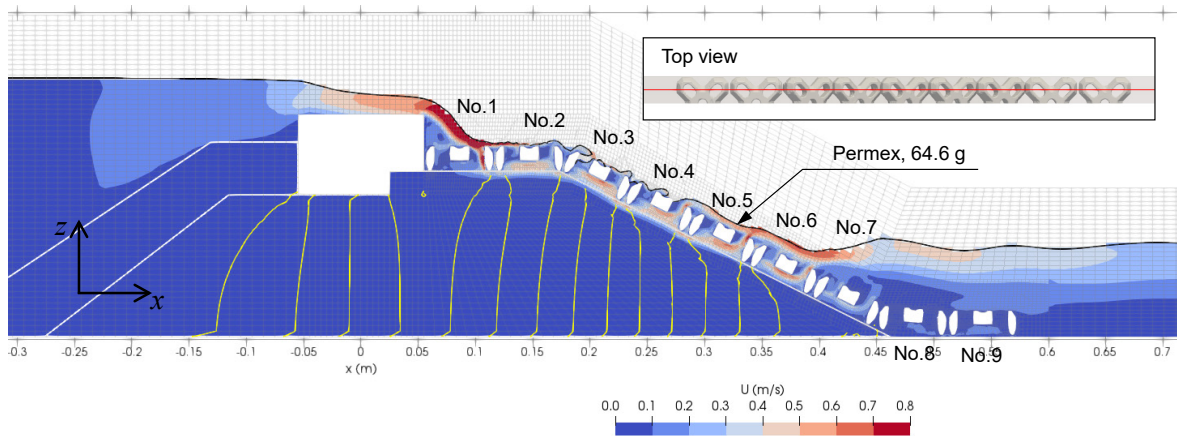 Top view
No.1
No.2
No.3
No.4
Permex, 64.6 g
No.5
No.6
No.7
z
x
-0.3 -0.25 -0.2 -0.15 -0.1 -0.05 0 0.05 0.1 0.15 0.2 0.25 0.3 0.35 0.4 0.45 0.5 0.55 0.6 0.65 0.7
No.8 No.9
x (m)
U (m/s)
0.0 0.1 0.2 0.3 0.4 0.5 0.6 0.7 0.8